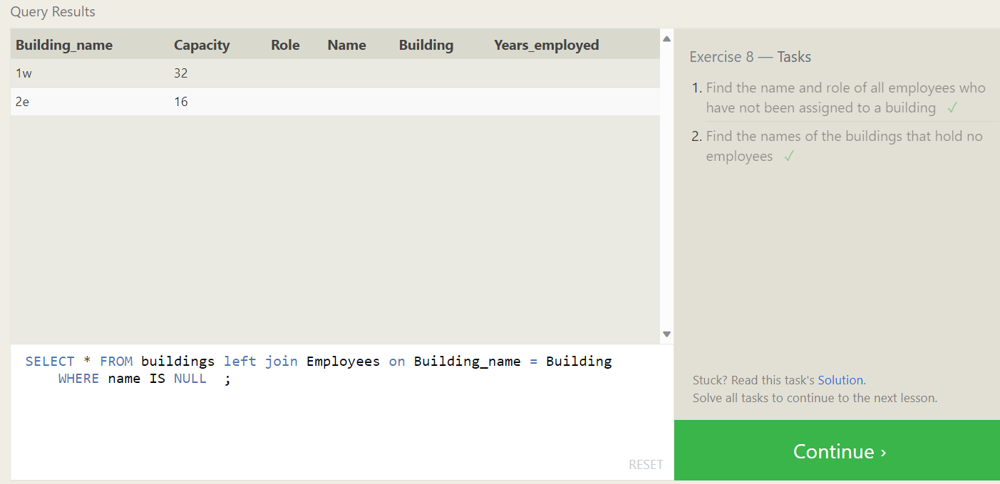 Query Results
Building_name Capacity Role Name Building Years_employed
1w 32
2e 16
SELECT * FROM buildings left join Employees on Building_name = Building
WHERE name IS NULL ;
RESET
Exercise 8 — Tasks
1. Find the name and role of all employees who
have not been assigned to a building ✓
2. Find the names of the buildings that hold no
employees ✓
Stuck? Read this task's Solution.
Solve all tasks to continue to the next lesson.
Continue ›